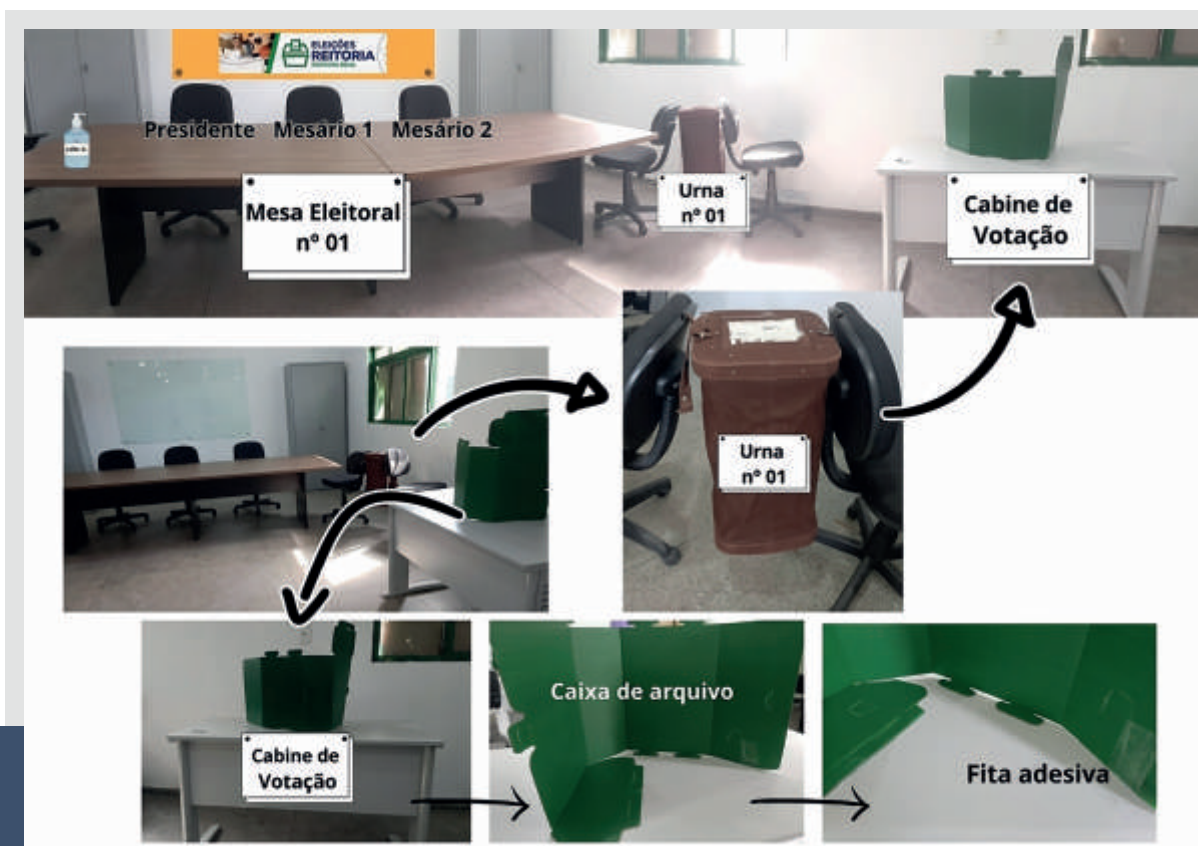 ELEIÇÕES
REITORIA
Presidente Mesário 1 Mesário 2
Mesa Eleitoral
nº 01
Urna
nº 01
Cabine de
Votação
Urna
nº 01
Cabine de
Votação
Caixa de arquivo
Fita adesiva